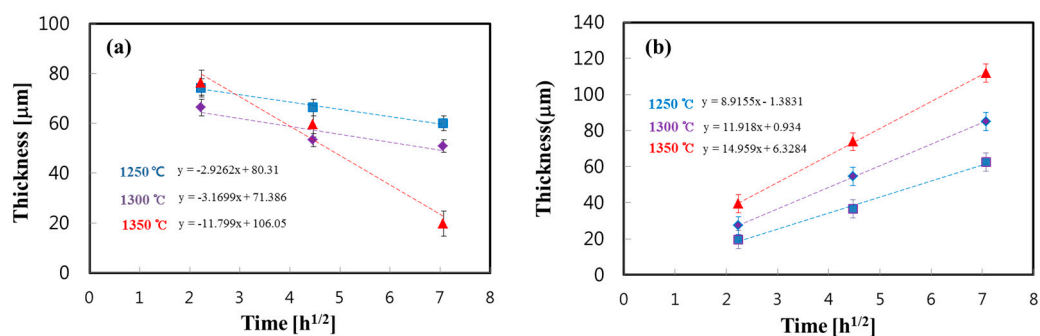 (a)
Thickness [μm]
100
80
60
40
20
0
1250 ℃ y = -2.9262x + 80.31
1300 ℃ y = -3.1699x + 71.386
1350 ℃ y = -11.799x + 106.05
0 1 2 3 4 5 6 7 8
Time [h1/2]
(b)
Thickness(μm)
140
120
100
80
60
40
20
0
1250 ℃ y = 8.9155x - 1.3831
1300 ℃ y = 11.918x + 0.934
1350 ℃ y = 14.959x + 6.3284
0 1 2 3 4 5 6 7 8
Time [h1/2]